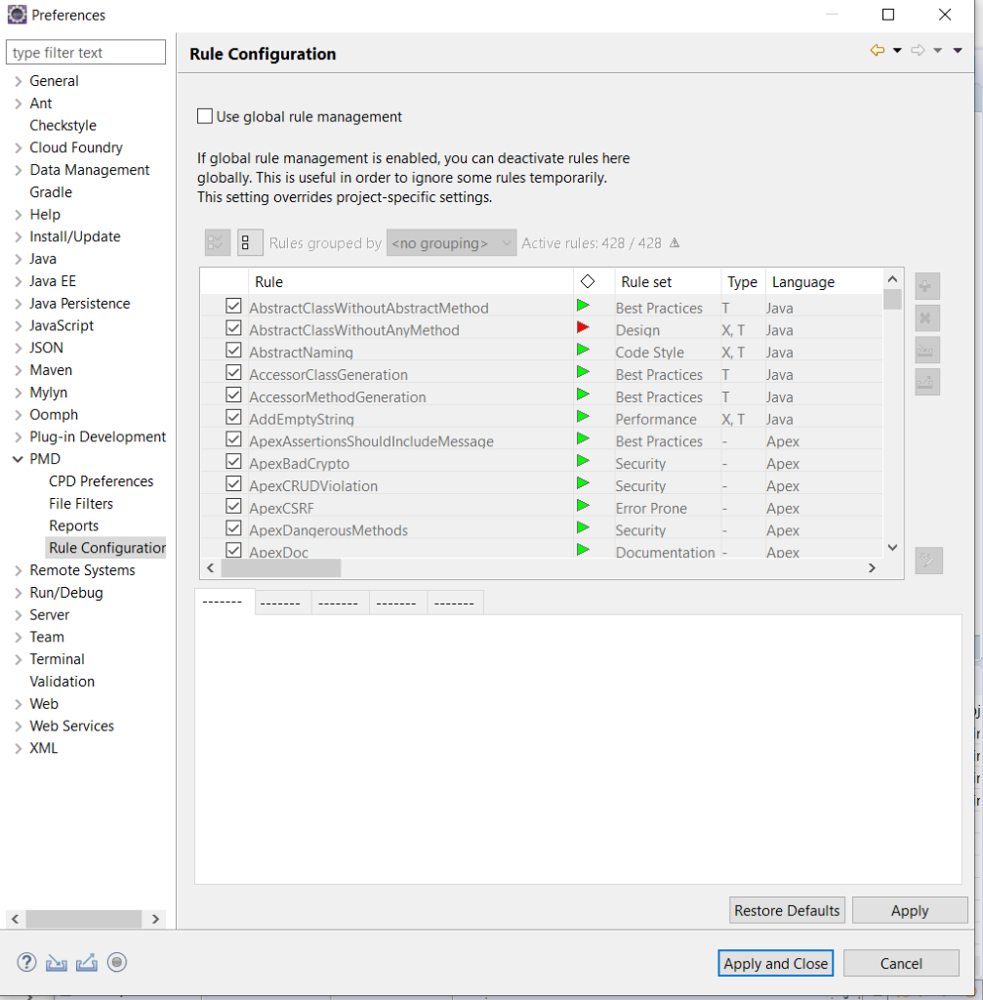 Preferences
type filter text
General
Ant
Checkstyle
Cloud Foundry
Data Management
Gradle
Help
Install/Update
Java
Java EE
Java Persistence
JavaScript
JSON
Maven
Mylyn
Oomph
Plug-in Development
PMD
CPD Preferences
File Filters
Reports
Rule Configuration
Remote Systems
Run/Debug
Server
Team
Terminal
Validation
Web
Web Services
XML
Rule Configuration
Use global rule management
If global rule management is enabled, you can deactivate rules here
globally. This is useful in order to ignore some rules temporarily.
This setting overrides project-specific settings.
Rules grouped by <no grouping> Active rules: 428 / 428
Rule Rule set Type Language
AbstractClassWithoutAbstractMethod Best Practices T Java
AbstractClassWithoutAnyMethod Design X, T Java
AbstractNaming Code Style X, T Java
AccessorClassGeneration Best Practices T Java
AccessorMethodGeneration Best Practices T Java
AddEmptyString Performance X, T Java
ApexAssertionsShouldIncludeMessage Best Practices - Apex
ApexBadCrypto Security - Apex
ApexCRUDViolation Security - Apex
ApexCSRF Error Prone - Apex
ApexDangerousMethods Security - Apex
ApexDoc Documentation - Apex
------- ------- ------- ------- -------
Restore Defaults Apply
Apply and Close Cancel